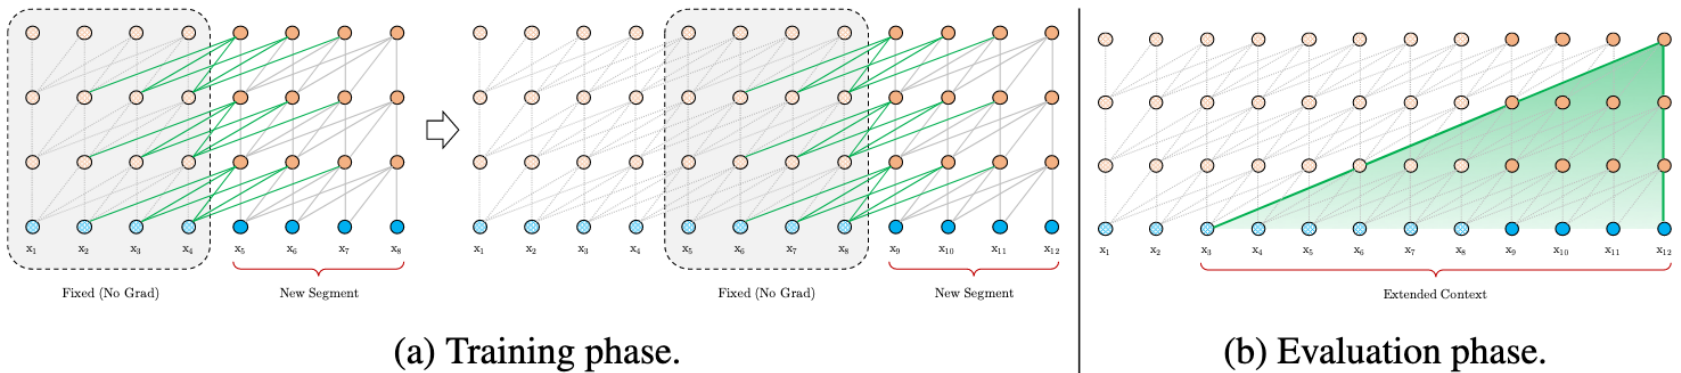 x1 x2 x3 x4 x5 x6 x7 x8
Fixed (No Grad) New Segment
x1 x2 x3 x4 x5 x6 x7 x8 x9 x10 x11 x12
Fixed (No Grad) New Segment
(a) Training phase.
x1 x2 x3 x4 x5 x6 x7 x8 x9 x10 x11 x12
Extended Context
(b) Evaluation phase.